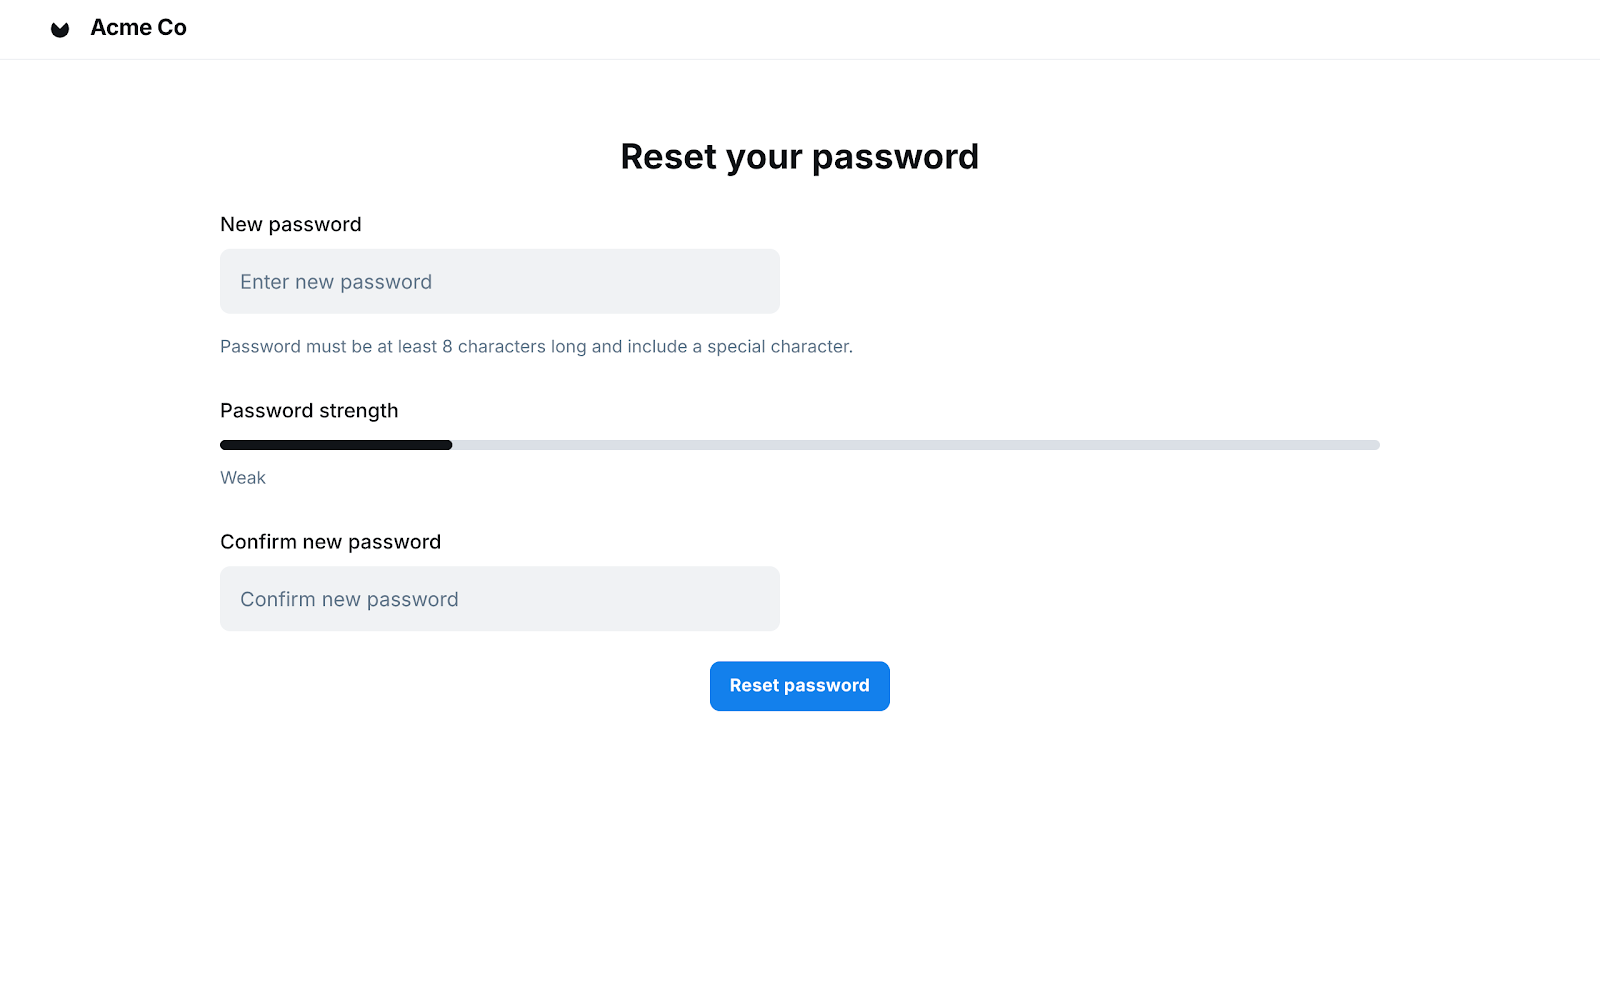 Acme Co
Reset your password
New password
Enter new password
Password must be at least 8 characters long and include a special character.
Password strength
Weak
Confirm new password
Confirm new password
Reset password